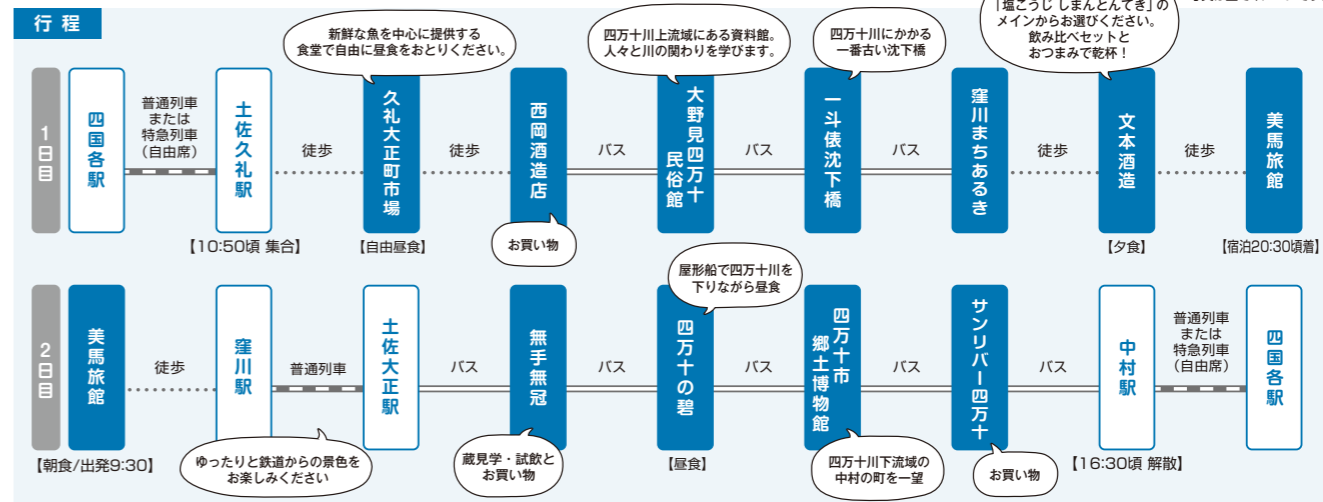 行 程
「塩こうじ しまんとんてき」の
メインからお選びください。
飲み比べセットと
おつまみで乾杯！
新鮮な魚を中心に提供する
食堂で自由に昼食をおとりください。
四万十川上流域にある資料館。
人々と川の関わりを学びます。
四万十川にかかる
一番古い沈下橋
1日目
四国各駅
普通列車
または
特急列車
（自由席）
土佐久礼駅
【10:50頃 集合】
徒歩
久礼大正町市場
【自由昼食】
徒歩
西岡酒造店
お買い物
バス
大野見四万十
民俗館
バス
一斗俵沈下橋
バス
窪川まちあるき
徒歩
文本酒造
【夕食】
徒歩
美馬旅館
【宿泊20:30頃着】
2日目
美馬旅館
【朝食/出発9:30】
徒歩
窪川駅
普通列車
ゆったりと鉄道からの景色を
お楽しみください
土佐大正駅
バス
無手無冠
蔵見学・試飲と
お買い物
バス
四万十の碧
屋形船で四万十川を
下りながら昼食
【昼食】
バス
四万十市
郷土博物館
四万十川下流域の
中村の町を一望
バス
サンリバー四万十
お買い物
バス
中村駅
【16:30頃 解散】
普通列車
または
特急列車
（自由席）
四国各駅